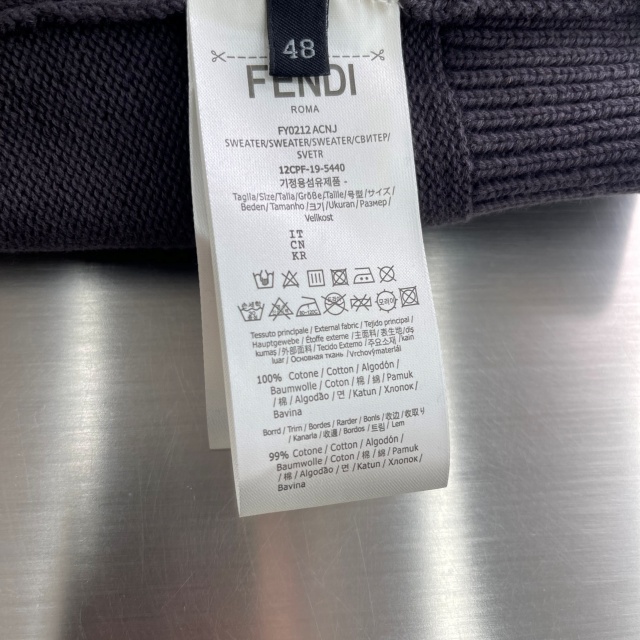 48
FENDI
ROMA
FY0212 ACNJ
SWEATER/SWEATER/SWEATER/СВИТЕР/
SVETR
12CPF-19-5440
가정용섬유제품 -
Taglia/Size/Talla/Größe/Taille/号型/サイズ/
Beden/Tamanho/크기/Ukuran/Размер/
Velikost
IT
CN
KR
Tessuto principale / External fabric / Tejido principal /
Hauptgewebe / Étoffe externe / 主面料 / 表生地/dış
kumaş / 外部面料 / Tecido Externo / 주요소재 / kain
luar / Основная ткань / Vrchový materiál
100% Cotone / Cotton / Algodón /
Baumwolle / Coton / 棉 / 綿 / Pamuk
/ 棉 / Algodão / 면 / Katun / Хлопок /
Bavlna
Bordi / Trim / Bordes / Rander / Bords / 收边 / 縁取り
/ Kanarla / 收邊 / Bordos / 트림 / Lem
99% Cotone / Cotton / Algodón /
Baumwolle / Coton / 棉 / 綿 / Pamuk
/ 棉 / Algodão / 면 / Katun / Хлопок /
Bavlna